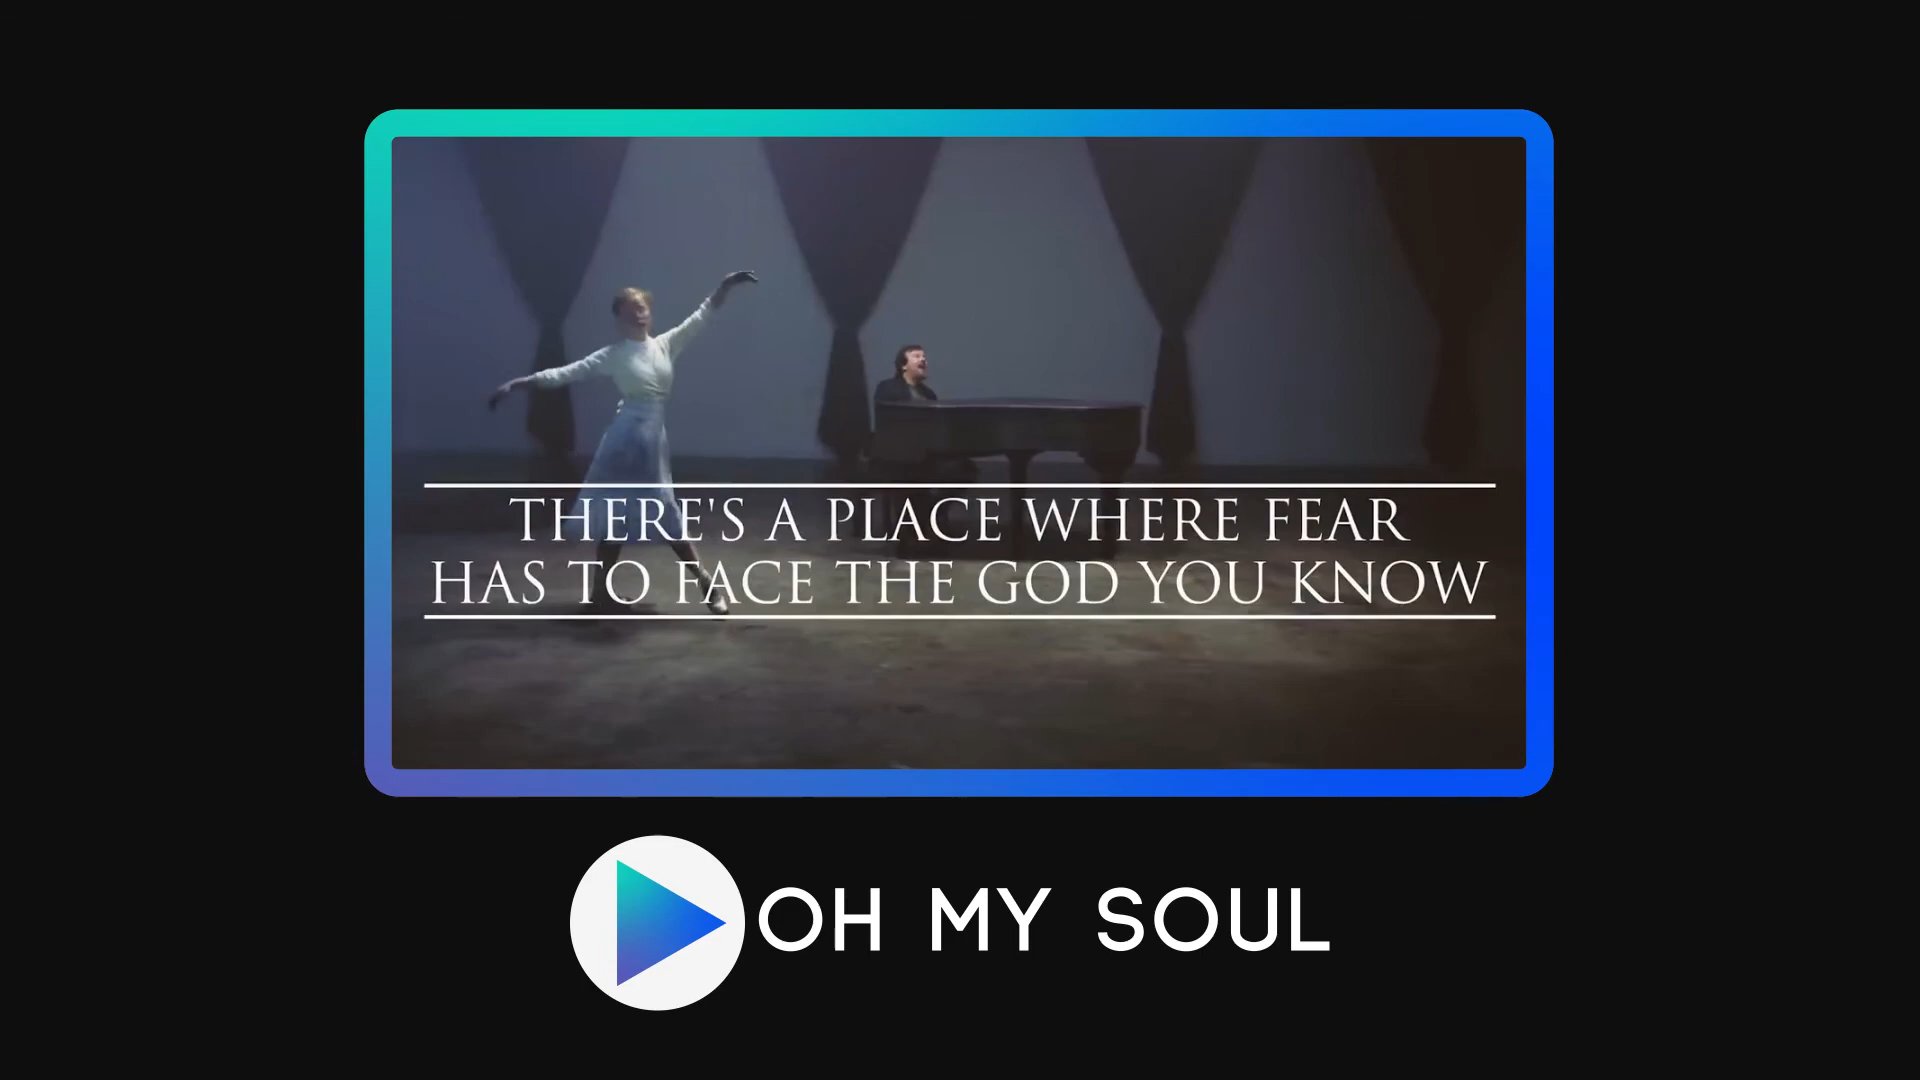 THERE'S A PLACE WHERE FEAR
HAS TO FACE THE GOD YOU KNOW
OH MY SOUL